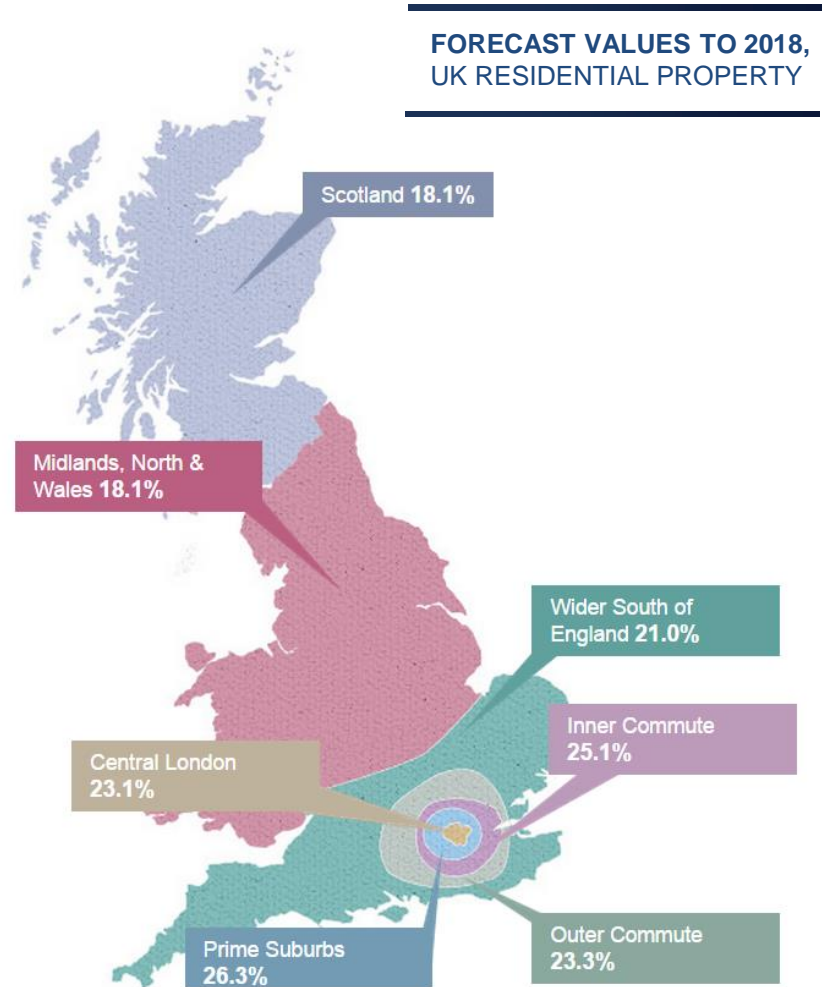 FORECAST VALUES TO 2018,
UK RESIDENTIAL PROPERTY
Scotland 18.1%
Midlands, North &
Wales 18.1%
Wider South of
England 21.0%
Inner Commute
25.1%
Central London
23.1%
Outer Commute
23.3%
Prime Suburbs
26.3%